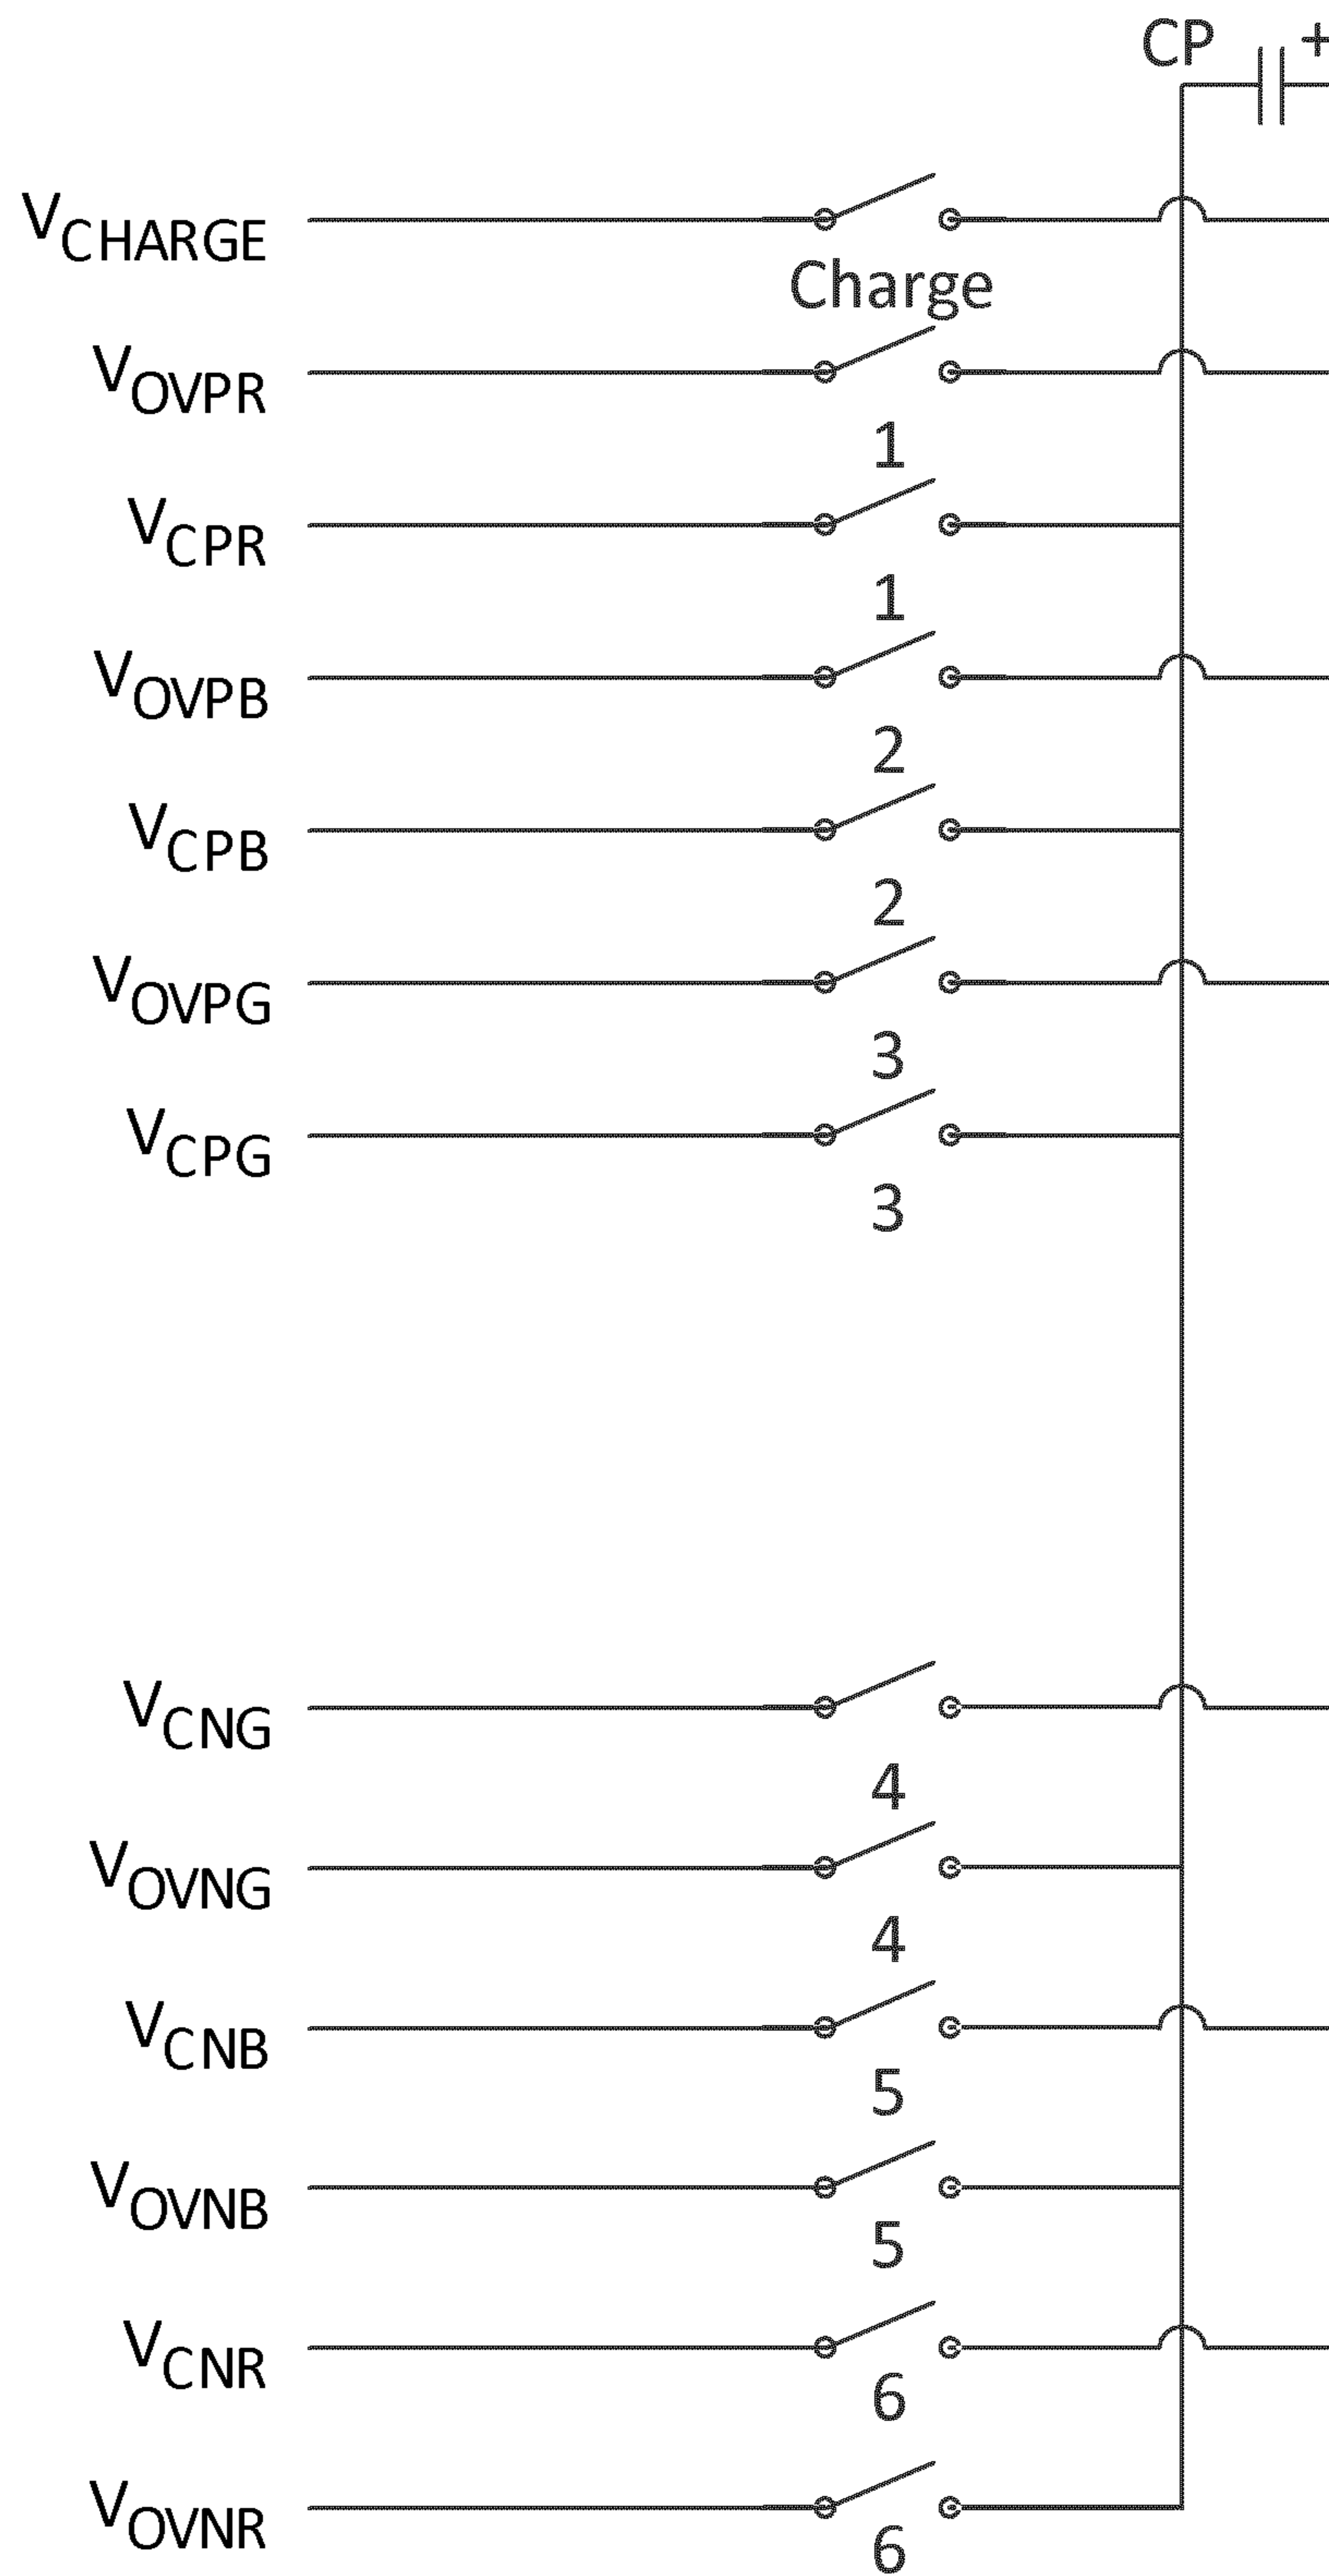 CP +
VCHARGE
Charge
VOVPR
1
VCPR
1
VOVPB
2
VCPB
2
VOVPG
3
VCPG
3
VCNG
4
VOVNG
4
VCNB
5
VOVNB
5
VCNR
6
VOVNR
6